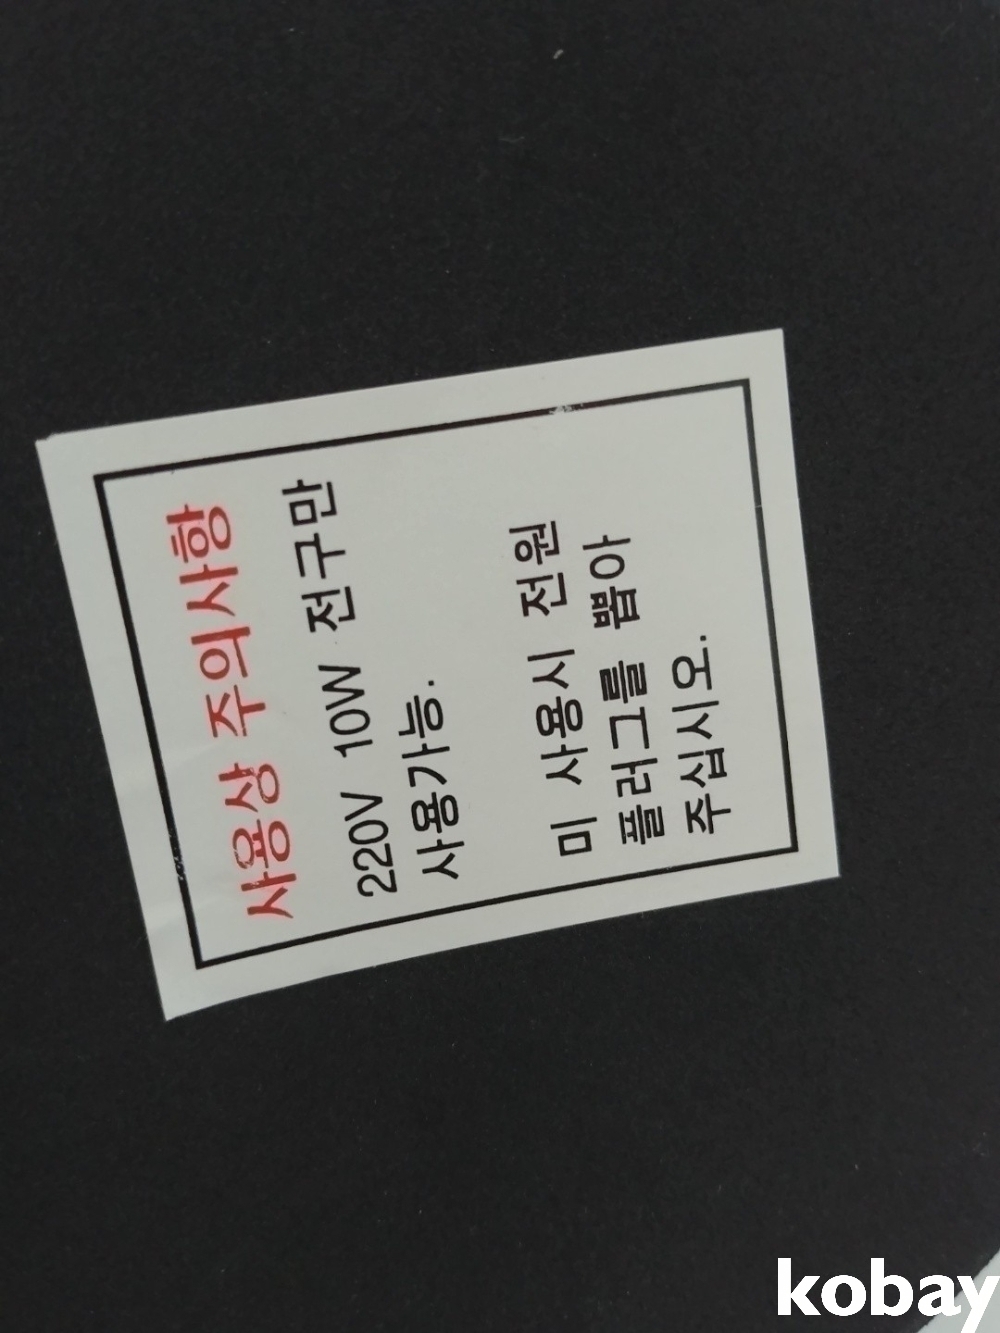 사용상 주의사항
220V 10W 전구만
사용가능.
미 사용시 전원
플러그를 뽑아
주십시오.
kobay